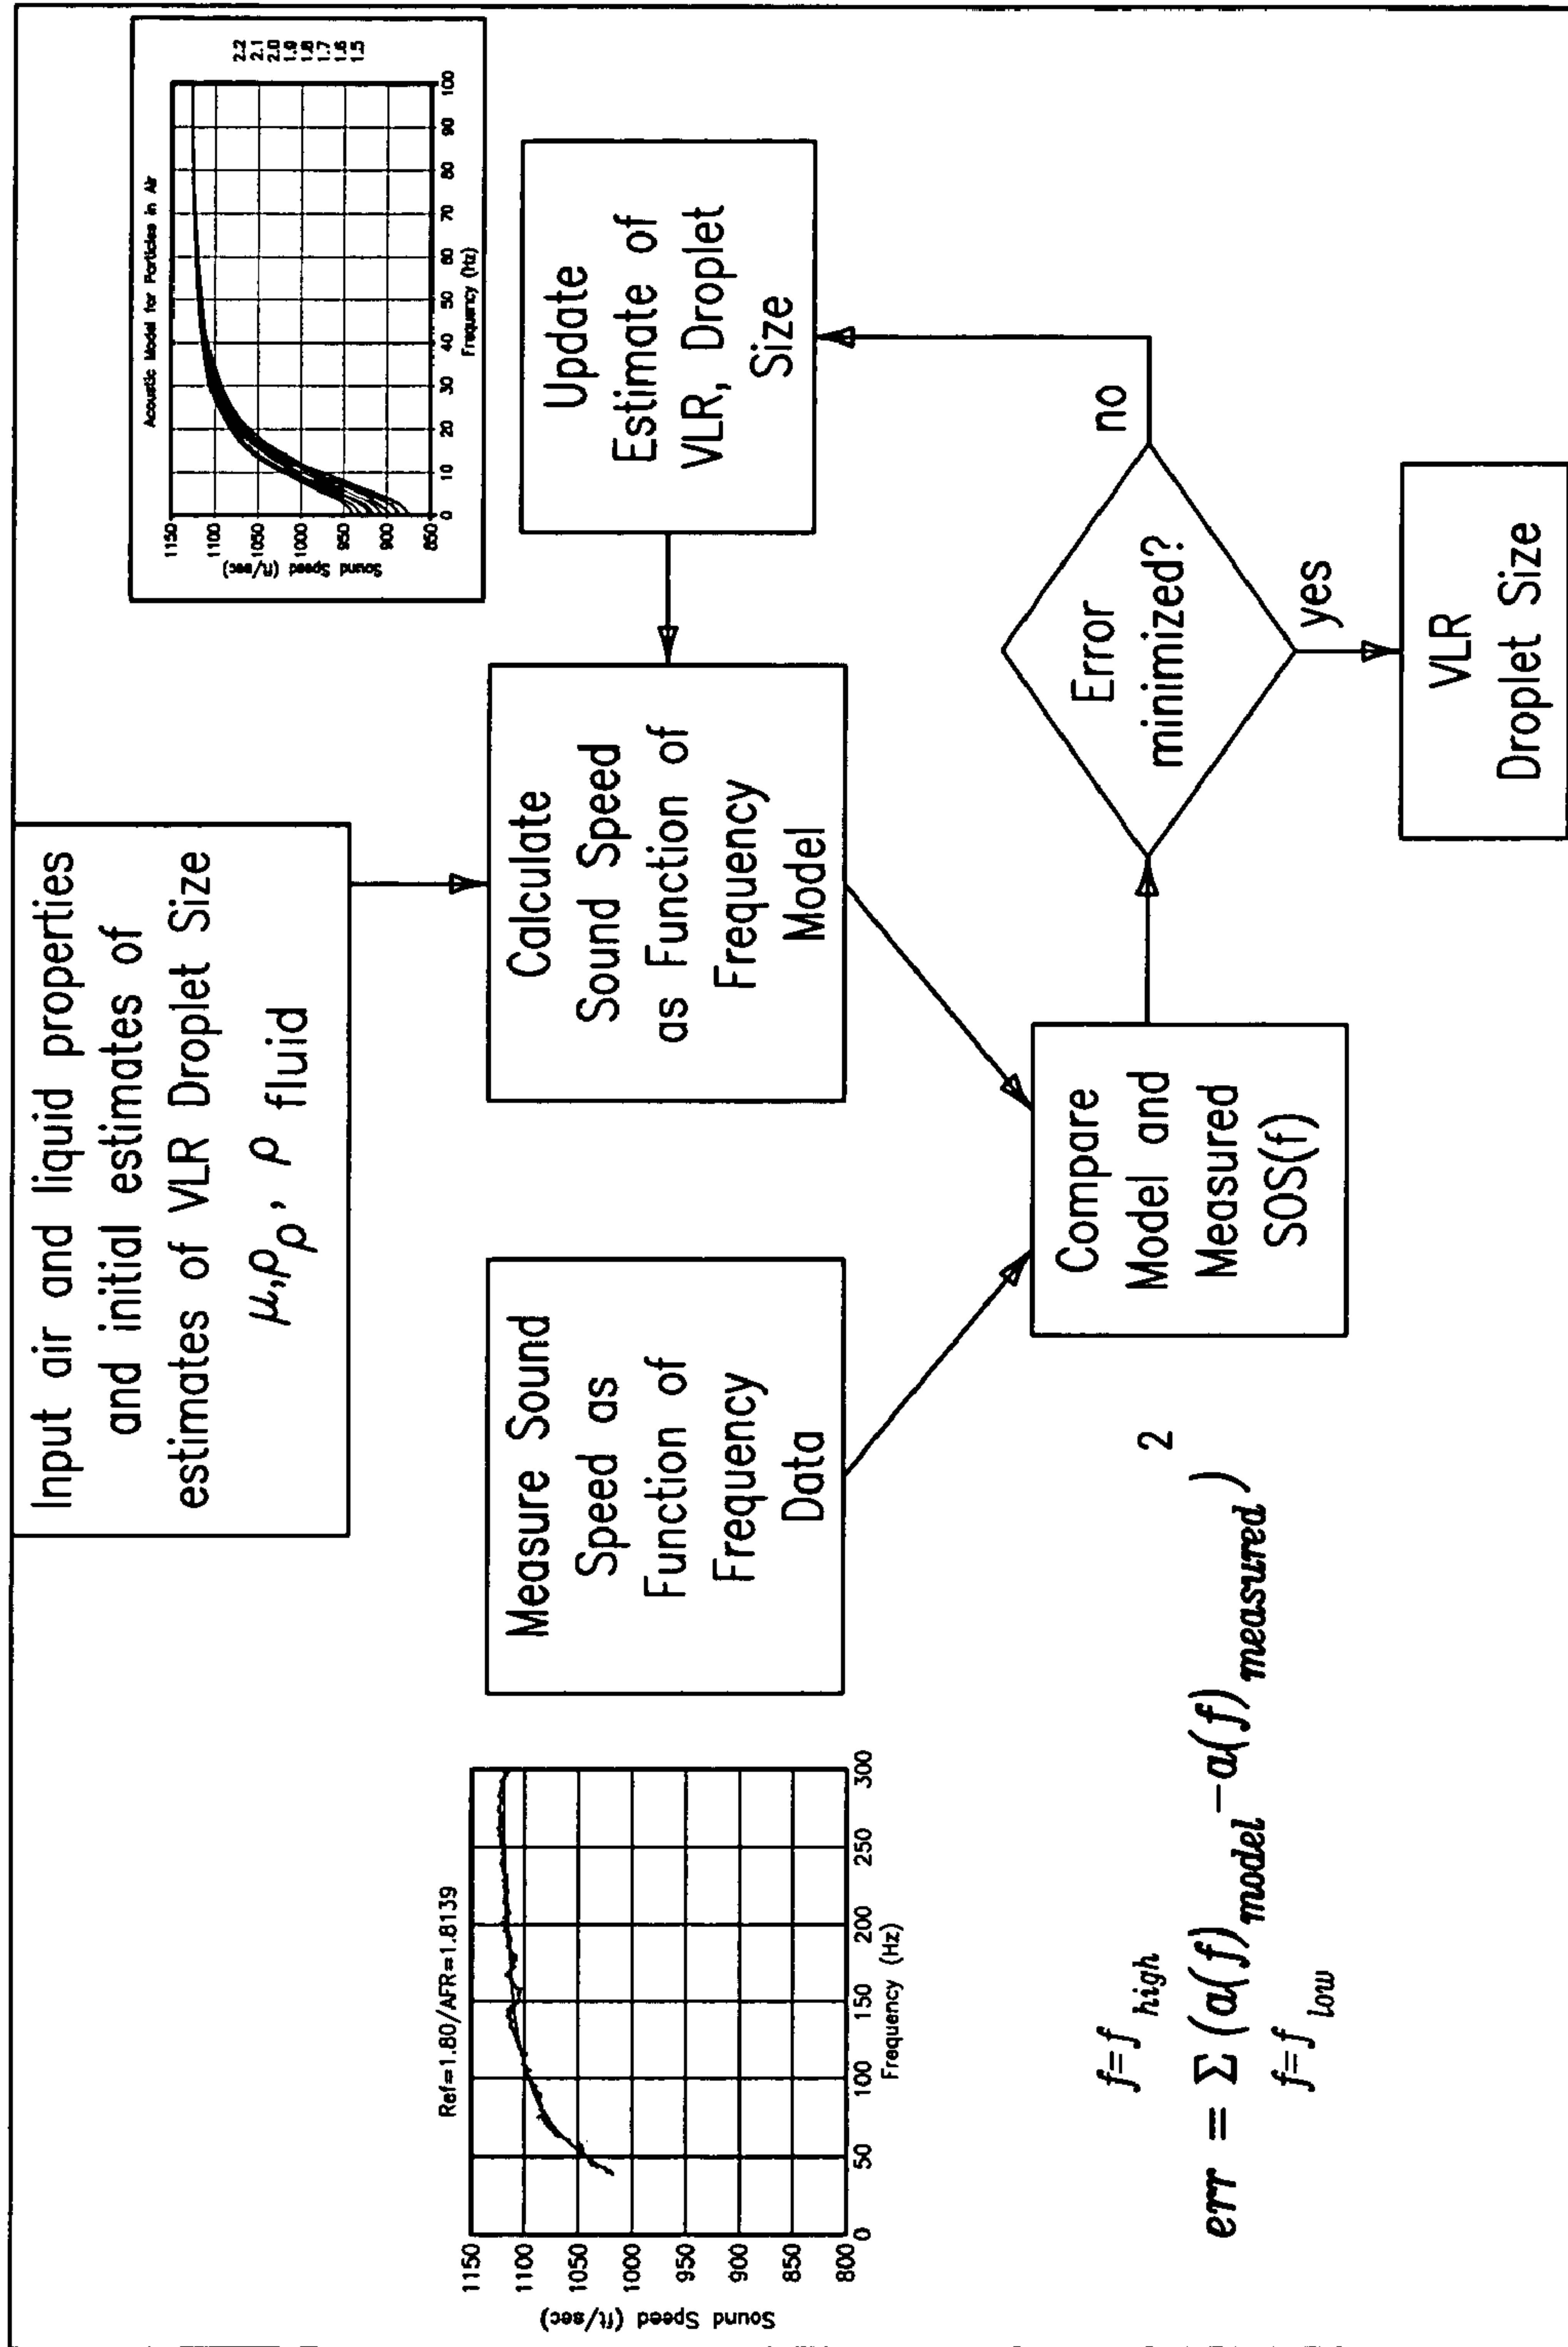 Input air and liquid properties
and initial estimates of
estimates of VLR Droplet Size
μ,ρρ, ρ fluid
Acoustic Model for Particles in Air
Sound Speed (ft/sec)
1150
1100
1050
1000
950
900
850
0 10 20 30 40 50 60 70 80 90 100
Frequency (Hz)
2.2
2.1
2.0
1.9
1.8
1.7
1.6
1.5
Ref=1.80/AFR=1.8139
Sound Speed (ft/sec)
1150
1100
1050
1000
950
900
850
800
0 50 100 150 200 250 300
Frequency (Hz)
Measure Sound
Speed as
Function of
Frequency
Data
Calculate
Sound Speed
as Function of
Frequency
Model
Update
Estimate of
VLR, Droplet
Size
Compare
Model and
Measured
SOS(f)
Error
minimized?
no
yes
VLR
Droplet Size
f=f high
err = Σ (a(f) model -a(f) measured) 2
f=f low